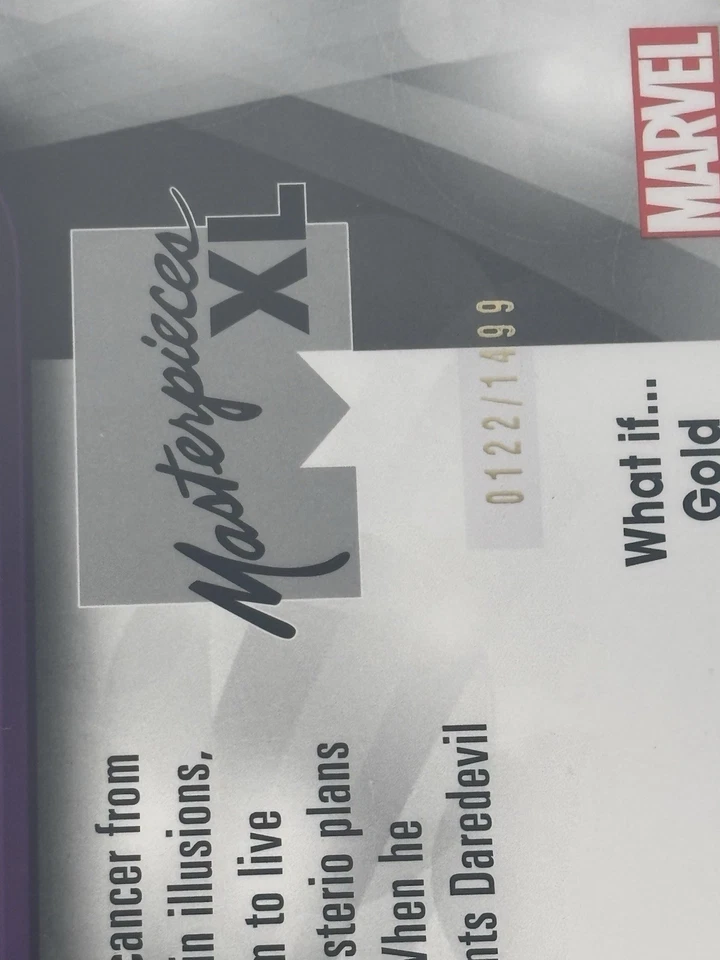 cancer from
in illusions,
to live
sterio plans
When he
nts Daredevil
Masterpieces
XL
0122/1499
What if...
Gold
MARVEL